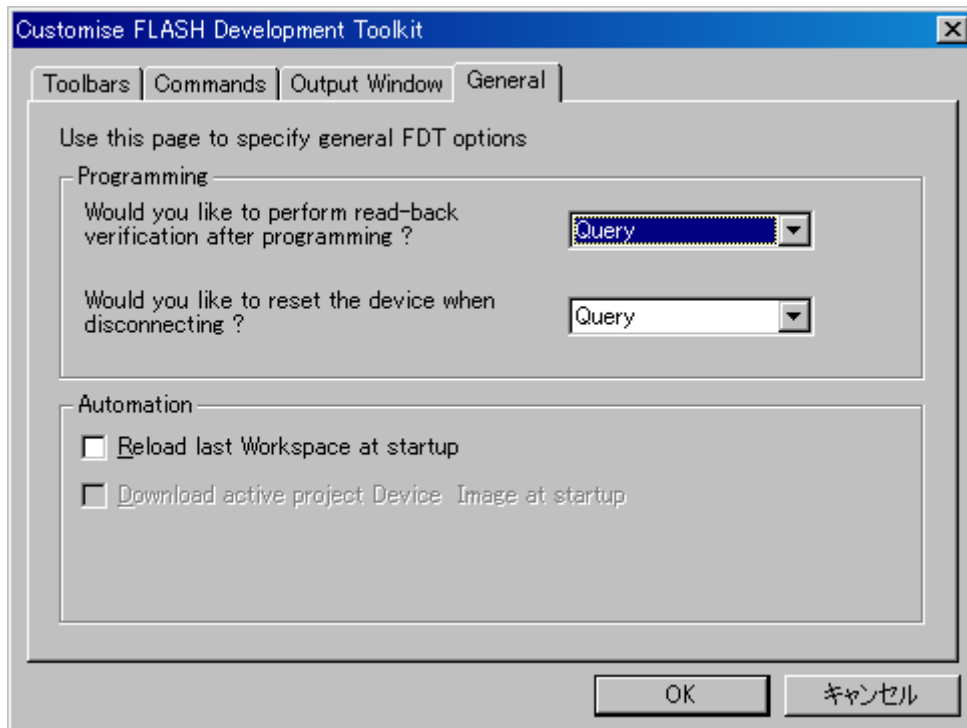 Customise FLASH Development Toolkit
Toolbars
Commands
Output Window
General
Use this page to specify general FDT options
Programming
Would you like to perform read-back
verification after programming ?
Query
Would you like to reset the device when
disconnecting ?
Query
Automation
Reload last Workspace at startup
Download active project Device  Image at startup
OK
キャンセル